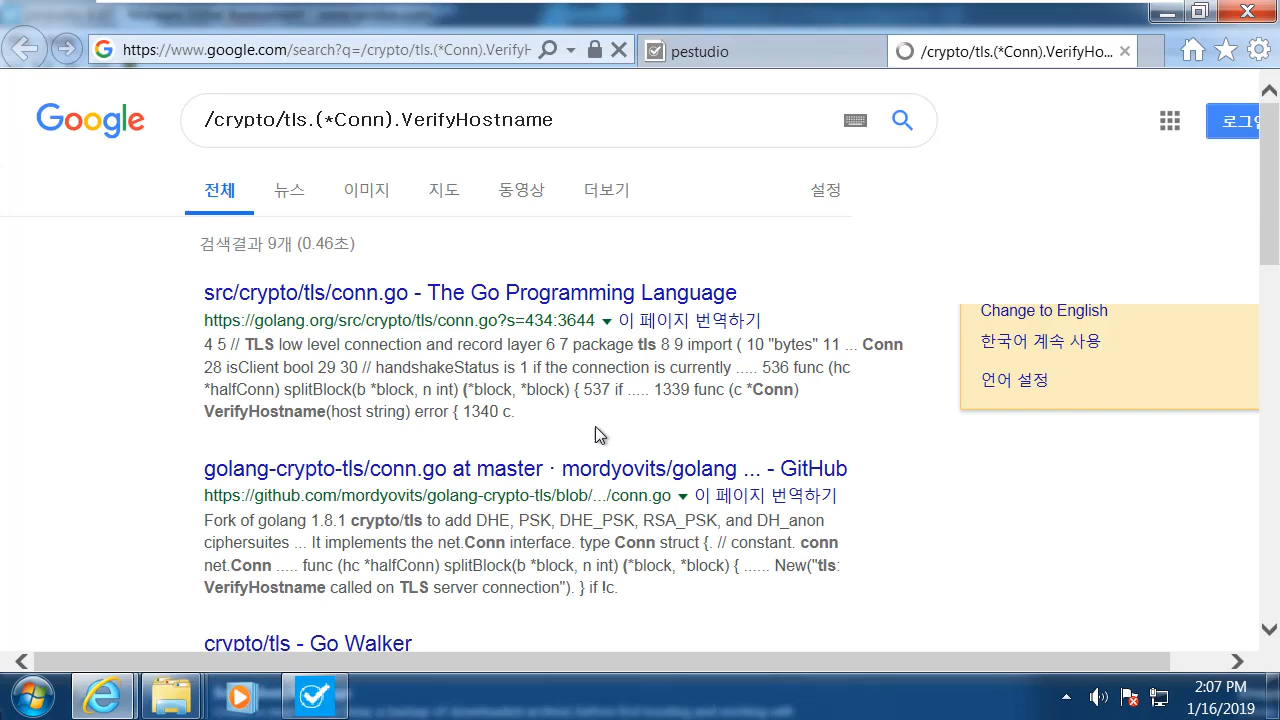 https://www.google.com/search?q=/crypto/tls.(*Conn).VerifyH
pestudio
/crypto/tls.(*Conn).VerifyHo...
Google
/crypto/tls.(*Conn).VerifyHostname
전체
뉴스
이미지
지도
동영상
더보기
설정
검색결과 9개 (0.46초)
src/crypto/tls/conn.go - The Go Programming Language
https://golang.org/src/crypto/tls/conn.go?s=434:3644 이 페이지 번역하기
4 5 // TLS low level connection and record layer 6 7 package tls 8 9 import ( 10 "bytes" 11 ... Conn
28 isClient bool 29 30 // handshakeStatus is 1 if the connection is currently ..... 536 func (hc
*halfConn) splitBlock(b *block, n int) (*block, *block) { 537 if ..... 1339 func (c *Conn)
VerifyHostname(host string) error { 1340 c.
Change to English
한국어 계속 사용
언어 설정
golang-crypto-tls/conn.go at master · mordyovits/golang ... - GitHub
https://github.com/mordyovits/golang-crypto-tls/blob/.../conn.go 이 페이지 번역하기
Fork of golang 1.8.1 crypto/tls to add DHE, PSK, DHE_PSK, RSA_PSK, and DH_anon
ciphersuites ... It implements the net.Conn interface. type Conn struct {. // constant. conn
net.Conn ..... func (hc *halfConn) splitBlock(b *block, n int) (*block, *block) { ...... New("tls:
VerifyHostname called on TLS server connection"). } if !c.
crypto/tls - Go Walker
2:07 PM
1/16/2019